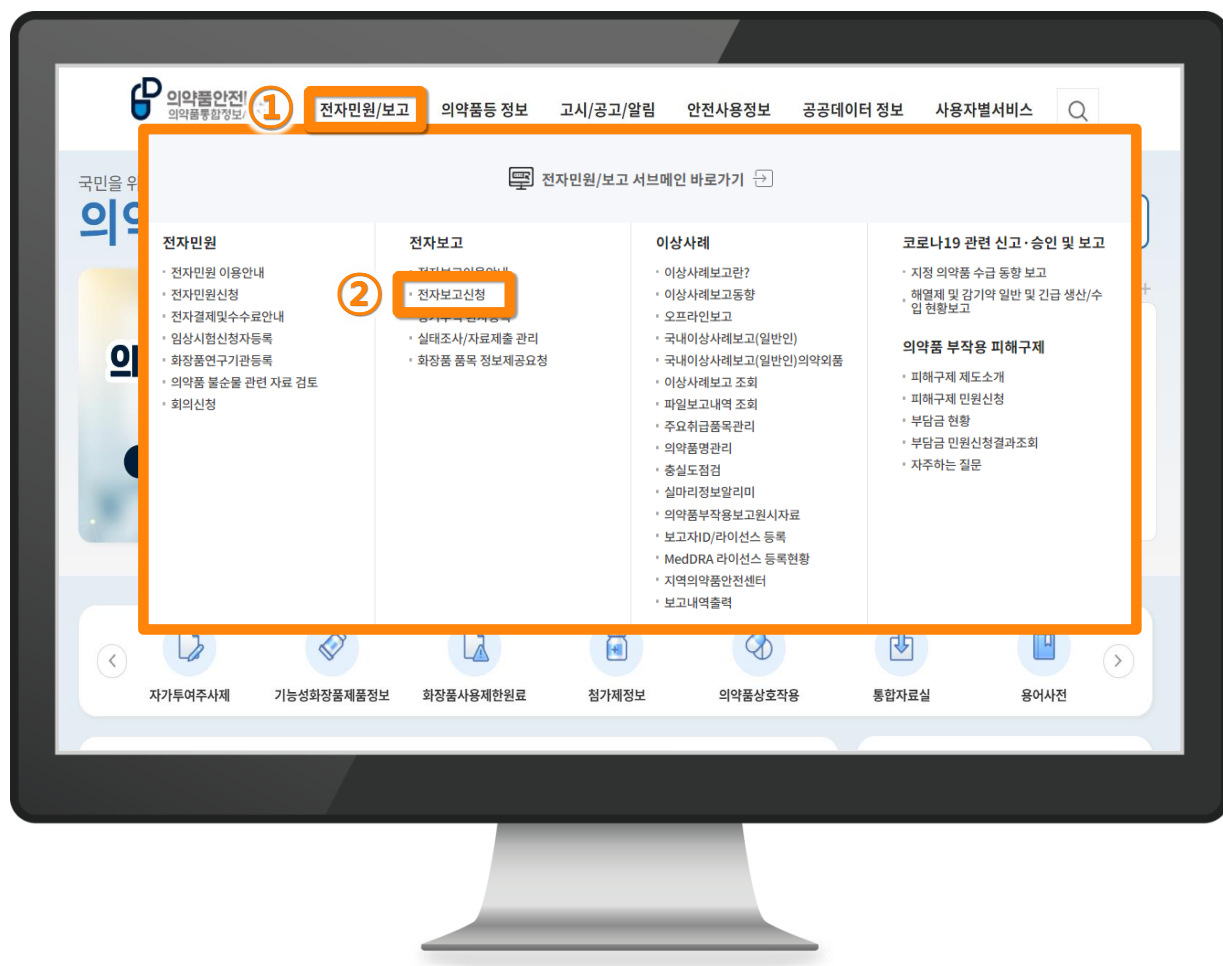 의약품안전
의약품통합정보
①
전자민원/보고
의약품등 정보
고시/공고/알림
안전사용정보
공공데이터 정보
사용자별서비스
전자민원/보고 서브메인 바로가기
국민을 위
전자민원
전자민원 이용안내
전자민원신청
전자결제및수수료안내
임상시험신청자등록
화장품연구기관등록
의약품 불순물 관련 자료 검토
회의신청
전자보고
②
전자보고신청
실태조사/자료제출 관리
화장품 품목 정보제공요청
이상사례
이상사례보고란?
이상사례보고동향
오프라인보고
국내이상사례보고(일반인)
국내이상사례보고(일반인)의약외품
이상사례보고 조회
파일보고내역 조회
주요취급품목관리
의약품명관리
충실도점검
실마리정보알리미
의약품부작용보고원시자료
보고자ID/라이선스 등록
MedDRA 라이선스 등록현황
지역의약품안전센터
보고내역출력
코로나19 관련 신고·승인 및 보고
지정 의약품 수급 동향 보고
해열제 및 감기약 일반 및 긴급 생산/수
입 현황보고
의약품 부작용 피해구제
피해구제 제도소개
피해구제 민원신청
부담금 현황
부담금 민원신청결과조회
자주하는 질문
자가투여주사제
기능성화장품제품정보
화장품사용제한원료
첨가제정보
의약품상호작용
통합자료실
용어사전